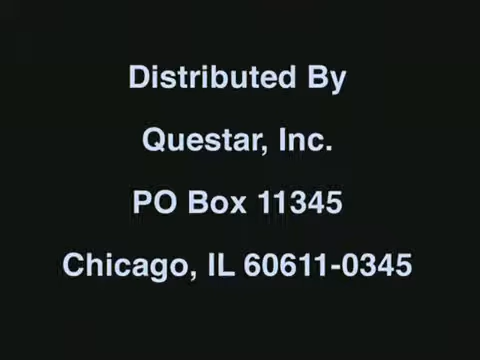 Distributed By
Questar, Inc.
PO Box 11345
Chicago, IL 60611-0345